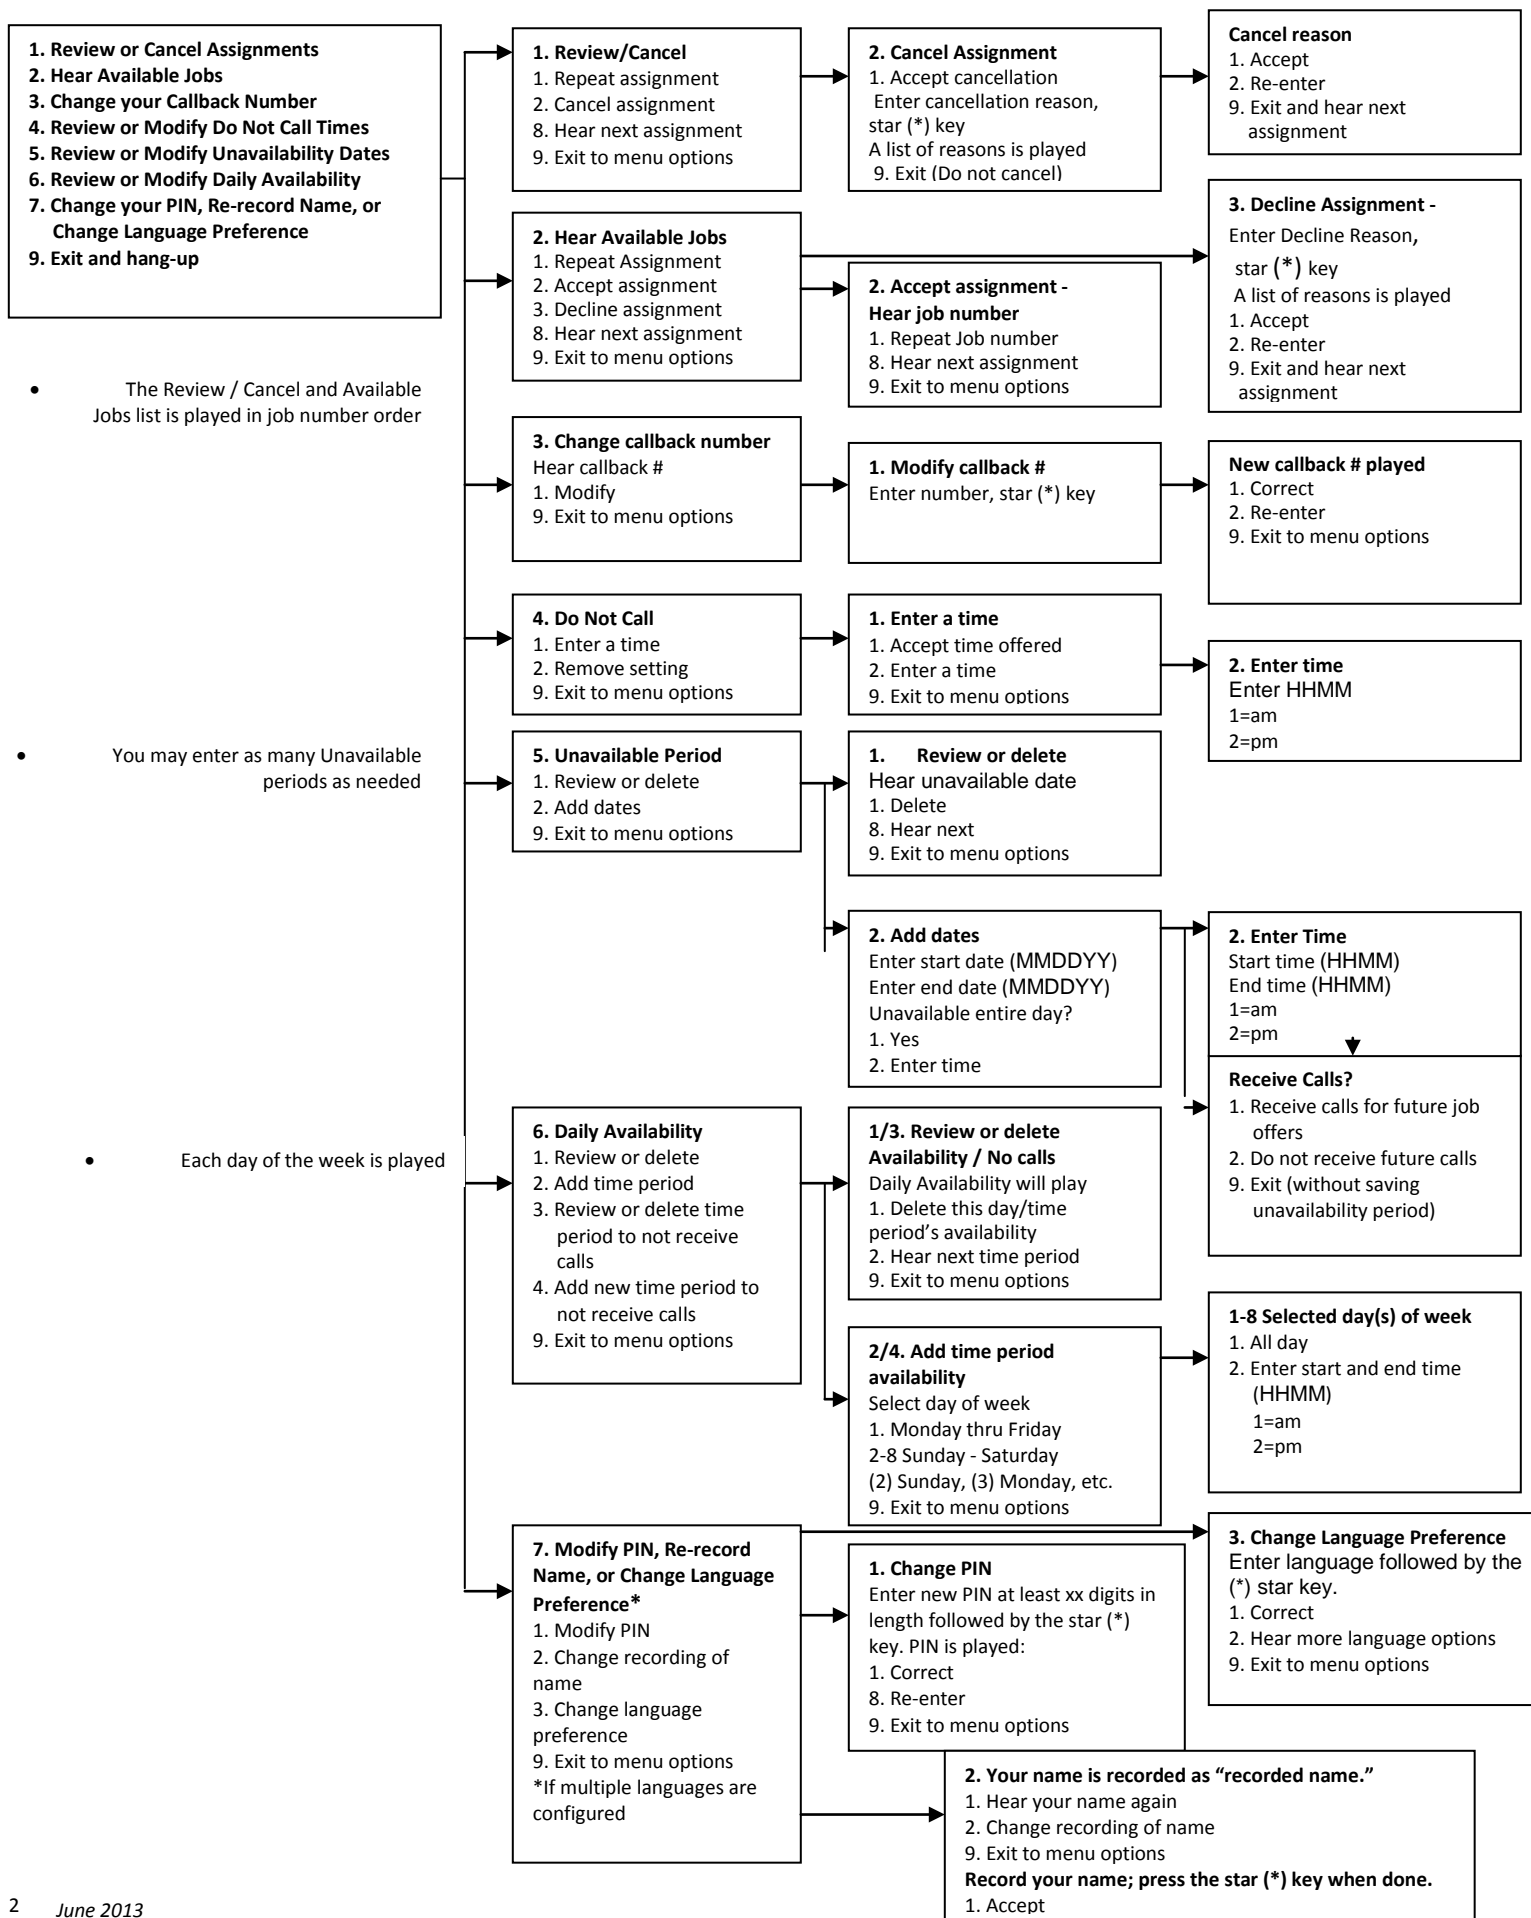 1. Review or Cancel Assignments
2. Hear Available Jobs
3. Change your Callback Number
4. Review or Modify Do Not Call Times
5. Review or Modify Unavailability Dates
6. Review or Modify Daily Availability
7. Change your PIN, Re-record Name, or
Change Language Preference
9. Exit and hang-up
• The Review / Cancel and Available
Jobs list is played in job number order
• You may enter as many Unavailable
periods as needed
• Each day of the week is played
1. Review/Cancel
1. Repeat assignment
2. Cancel assignment
8. Hear next assignment
9. Exit to menu options
2. Cancel Assignment
1. Accept cancellation
Enter cancellation reason,
star (*) key
A list of reasons is played
9. Exit (Do not cancel)
Cancel reason
1. Accept
2. Re-enter
9. Exit and hear next
assignment
2. Hear Available Jobs
1. Repeat Assignment
2. Accept assignment
3. Decline assignment
8. Hear next assignment
9. Exit to menu options
2. Accept assignment -
Hear job number
1. Repeat Job number
8. Hear next assignment
9. Exit to menu options
3. Decline Assignment -
Enter Decline Reason,
star (*) key
A list of reasons is played
1. Accept
2. Re-enter
9. Exit and hear next
assignment
3. Change callback number
Hear callback #
1. Modify
9. Exit to menu options
1. Modify callback #
Enter number, star (*) key
New callback # played
1. Correct
2. Re-enter
9. Exit to menu options
4. Do Not Call
1. Enter a time
2. Remove setting
9. Exit to menu options
1. Enter a time
1. Accept time offered
2. Enter a time
9. Exit to menu options
2. Enter time
Enter HHMM
1=am
2=pm
5. Unavailable Period
1. Review or delete
2. Add dates
9. Exit to menu options
1. Review or delete
Hear unavailable date
1. Delete
8. Hear next
9. Exit to menu options
2. Add dates
Enter start date (MMDDYY)
Enter end date (MMDDYY)
Unavailable entire day?
1. Yes
2. Enter time
2. Enter Time
Start time (HHMM)
End time (HHMM)
1=am
2=pm
Receive Calls?
1. Receive calls for future job
offers
2. Do not receive future calls
9. Exit (without saving
unavailability period)
6. Daily Availability
1. Review or delete
2. Add time period
3. Review or delete time
period to not receive
calls
4. Add new time period to
not receive calls
9. Exit to menu options
1/3. Review or delete
Availability / No calls
Daily Availability will play
1. Delete this day/time
period's availability
2. Hear next time period
9. Exit to menu options
2/4. Add time period
availability
Select day of week
1. Monday thru Friday
2-8 Sunday - Saturday
(2) Sunday, (3) Monday, etc.
9. Exit to menu options
1-8 Selected day(s) of week
1. All day
2. Enter start and end time
(HHMM)
1=am
2=pm
7. Modify PIN, Re-record
Name, or Change Language
Preference*
1. Modify PIN
2. Change recording of
name
3. Change language
preference
9. Exit to menu options
*If multiple languages are
configured
1. Change PIN
Enter new PIN at least xx digits in
length followed by the star (*)
key. PIN is played:
1. Correct
8. Re-enter
9. Exit to menu options
3. Change Language Preference
Enter language followed by the
(*) star key.
1. Correct
2. Hear more language options
9. Exit to menu options
2. Your name is recorded as “recorded name.”
1. Hear your name again
2. Change recording of name
9. Exit to menu options
Record your name; press the star (*) key when done.
1. Accept
2 June 2013